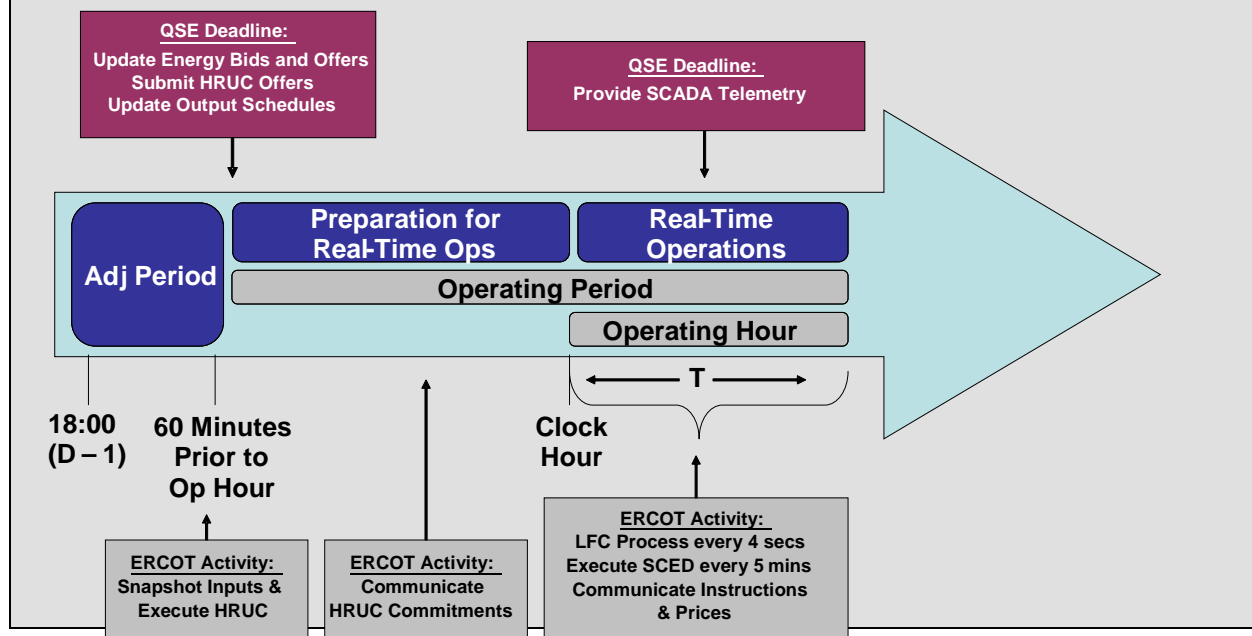 QSE Deadline:
Update Energy Bids and Offers
Submit HRUC Offers
Update Output Schedules
QSE Deadline:
Provide SCADA Telemetry
Adj Period
Preparation for
Real-Time Ops
Real-Time
Operations
Operating Period
Operating Hour
T
18:00
(D – 1)
60 Minutes
Prior to
Op Hour
Clock
Hour
ERCOT Activity:
Snapshot Inputs &
Execute HRUC
ERCOT Activity:
Communicate
HRUC Commitments
ERCOT Activity:
LFC Process every 4 secs
Execute SCED every 5 mins
Communicate Instructions
& Prices